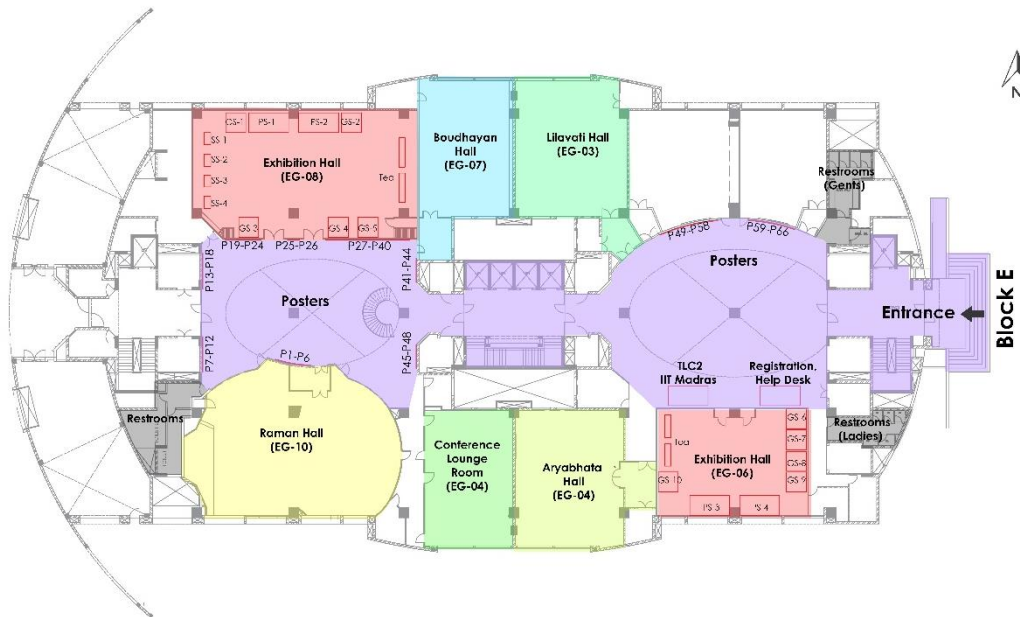 N
GS-1
PS-1
PS-2
GS-2
SS-1
SS-2
SS-3
SS-4
Exhibition Hall
(EG-08)
Tea
GS 3
GS 4
GS-5
Boudhayan
Hall
(EG-07)
Lilavati Hall
(EG-03)
Restrooms
(Gents)
P19-P24
P25-P26
P27-P40
P13-P18
P41-P44
P49-P58
P59-P66
Posters
Posters
Entrance
Block E
P7-P12
P1-P6
P45-P48
TLC2
IIT Madras
Registration,
Help Desk
Restrooms
Raman Hall
(EG-10)
Conference
Lounge
Room
(EG-04)
Aryabhata
Hall
(EG-04)
Tea
Exhibition Hall
(EG-06)
GS 6
GS-7
GS-8
GS 9
GS 10
PS 3
PS 4
Restrooms
(Ladies)